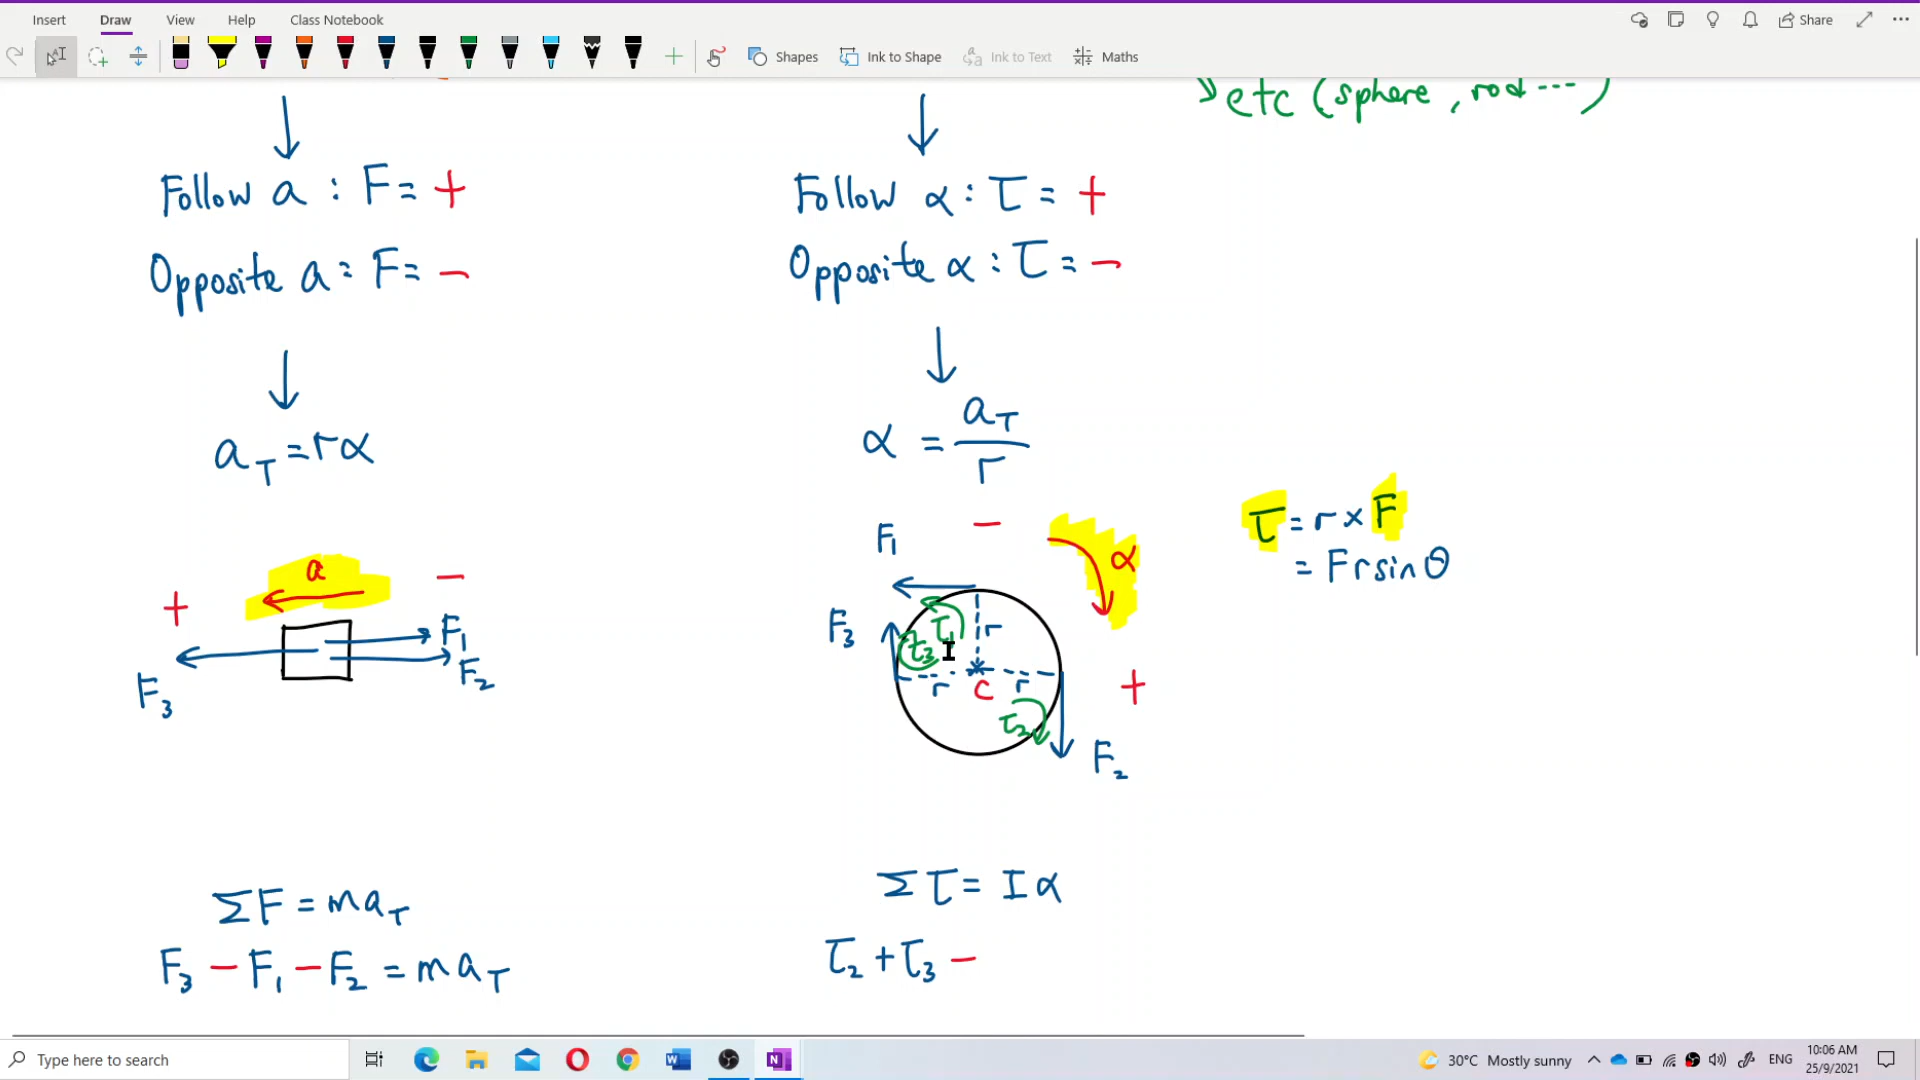 Insert Draw View Help Class Notebook Share
Shapes Ink to Shape Ink to Text Maths
etc (sphere, rod ---)
Follow a : F = +
Opposite a = F = -
a_T = rα
Follow α : τ = +
Opposite α : τ = -
α = a_T / r
+ a -
F₁
F₂
F₃
F₁ - α
F₃ τ₁ r
τ₃
r C r +
τ₂
F₂
τ = r × F
= F r sin θ
ΣF = ma_T
F₃ - F₁ - F₂ = ma_T
Στ = Iα
τ₂ + τ₃ -
Type here to search
30°C Mostly sunny ENG 10:06 AM
25/9/2021